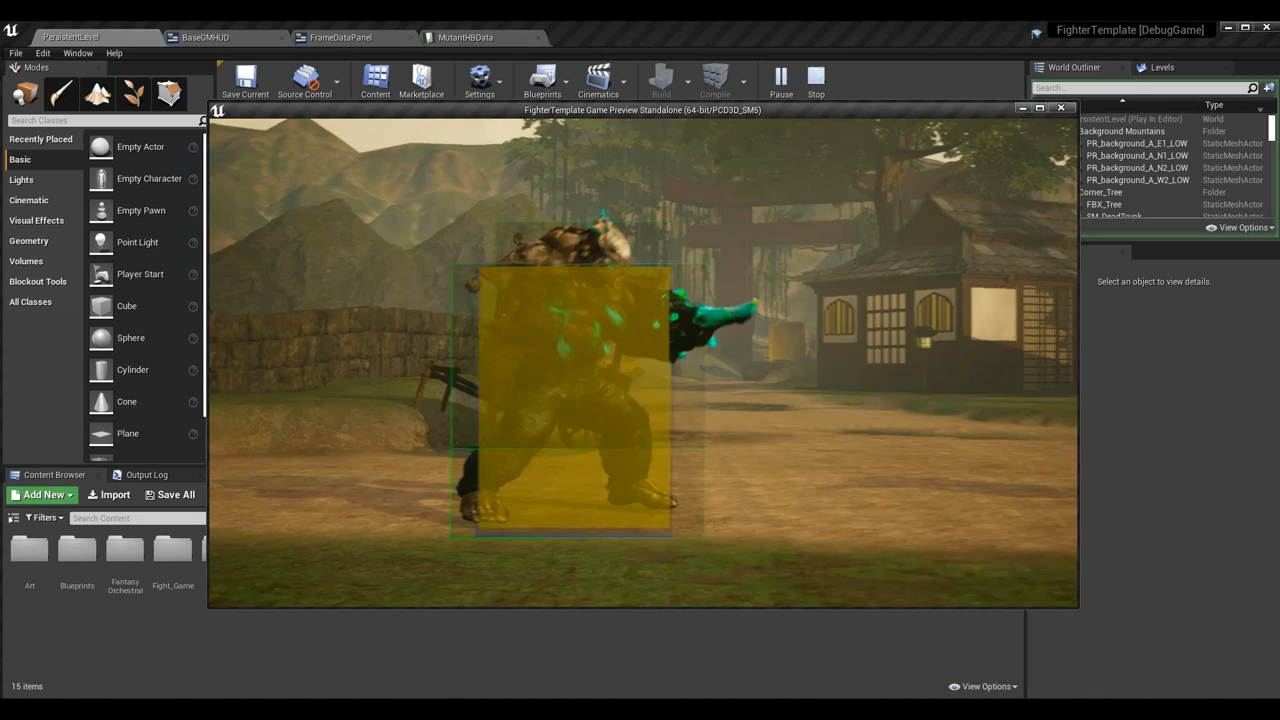 PersistentLevel
BaseGMHUD
FrameDataPanel
MutantHBData
FighterTemplate [DebugGame]
File Edit Window Help
Modes
Search Classes
Recently Placed
Basic
Lights
Cinematic
Visual Effects
Geometry
Volumes
Blockout Tools
All Classes
Empty Actor
Empty Character
Empty Pawn
Point Light
Player Start
Cube
Sphere
Cylinder
Cone
Plane
Save Current
Source Control
Content
Marketplace
Settings
Blueprints
Cinematics
Build
Compile
Pause
Stop
FighterTemplate Game Preview Standalone (64-bit/PCD3D_SM5)
World Outliner
Levels
Search...
Type
rsistentLevel (Play In Editor) World
Background Mountains Folder
PR_background_A_E1_LOW StaticMeshActor
PR_background_A_N1_LOW StaticMeshActor
PR_background_A_N2_LOW StaticMeshActor
PR_background_A_W2_LOW StaticMeshActor
Corner_Tree Folder
FBX_Tree StaticMeshActor
SM_DeadTrunk StaticMeshActor
View Options
Select an object to view details.
Content Browser
Output Log
Add New
Import
Save All
Filters
Search Content
Art
Blueprints
Fantasy
Orchestral
Fight_Game
15 items
View Options